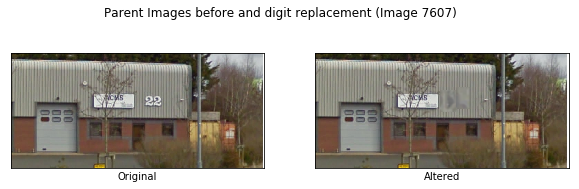 Parent Images before and digit replacement (Image 7607)
22
Original
Altered